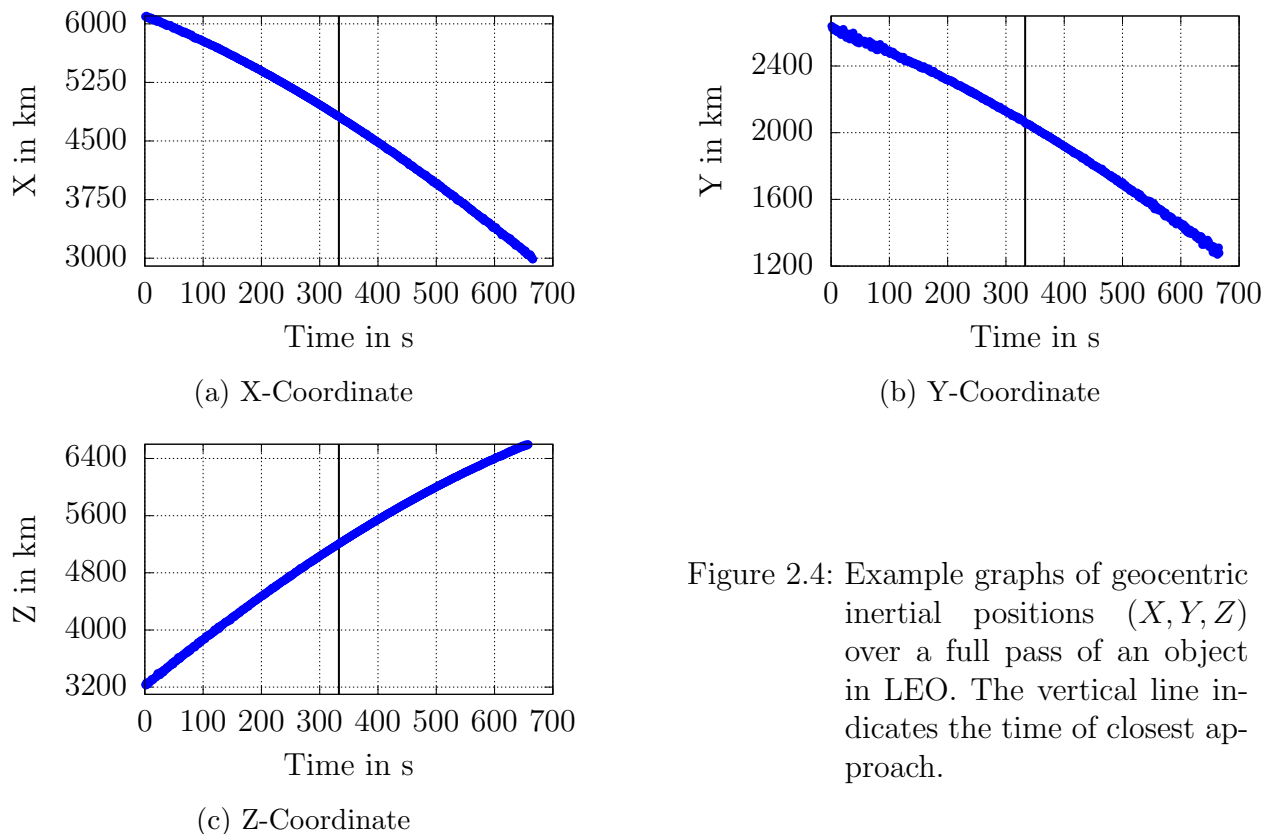 6000
5250
4500
3750
3000
X in km
0 100 200 300 400 500 600 700
Time in s
(a) X-Coordinate
2400
2000
1600
1200
Y in km
0 100 200 300 400 500 600 700
Time in s
(b) Y-Coordinate
6400
5600
4800
4000
3200
Z in km
0 100 200 300 400 500 600 700
Time in s
(c) Z-Coordinate
Figure 2.4: Example graphs of geocentric
inertial positions (X, Y, Z)
over a full pass of an object
in LEO. The vertical line in-
dicates the time of closest ap-
proach.